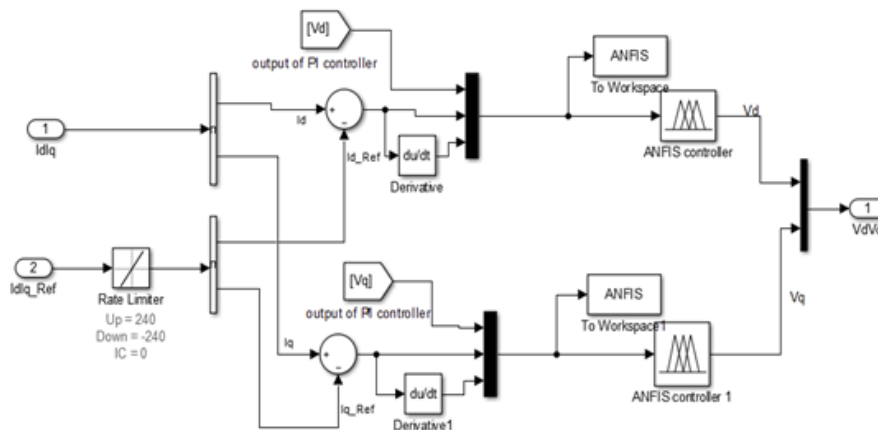 [Vd]
output of PI controller
ANFIS
To Workspace
1
IdIq
n
+
-
Id
Id_Ref
du/dt
Derivative
ANFIS controller
Vd
1
2
IdIq_Ref
n
Rate Limiter
Up = 240
Down = -240
IC = 0
[Vq]
output of PI controller
ANFIS
To Workspace1
Vq
Iq
+
-
Iq_Ref
du/dt
Derivative1
ANFIS controller 1